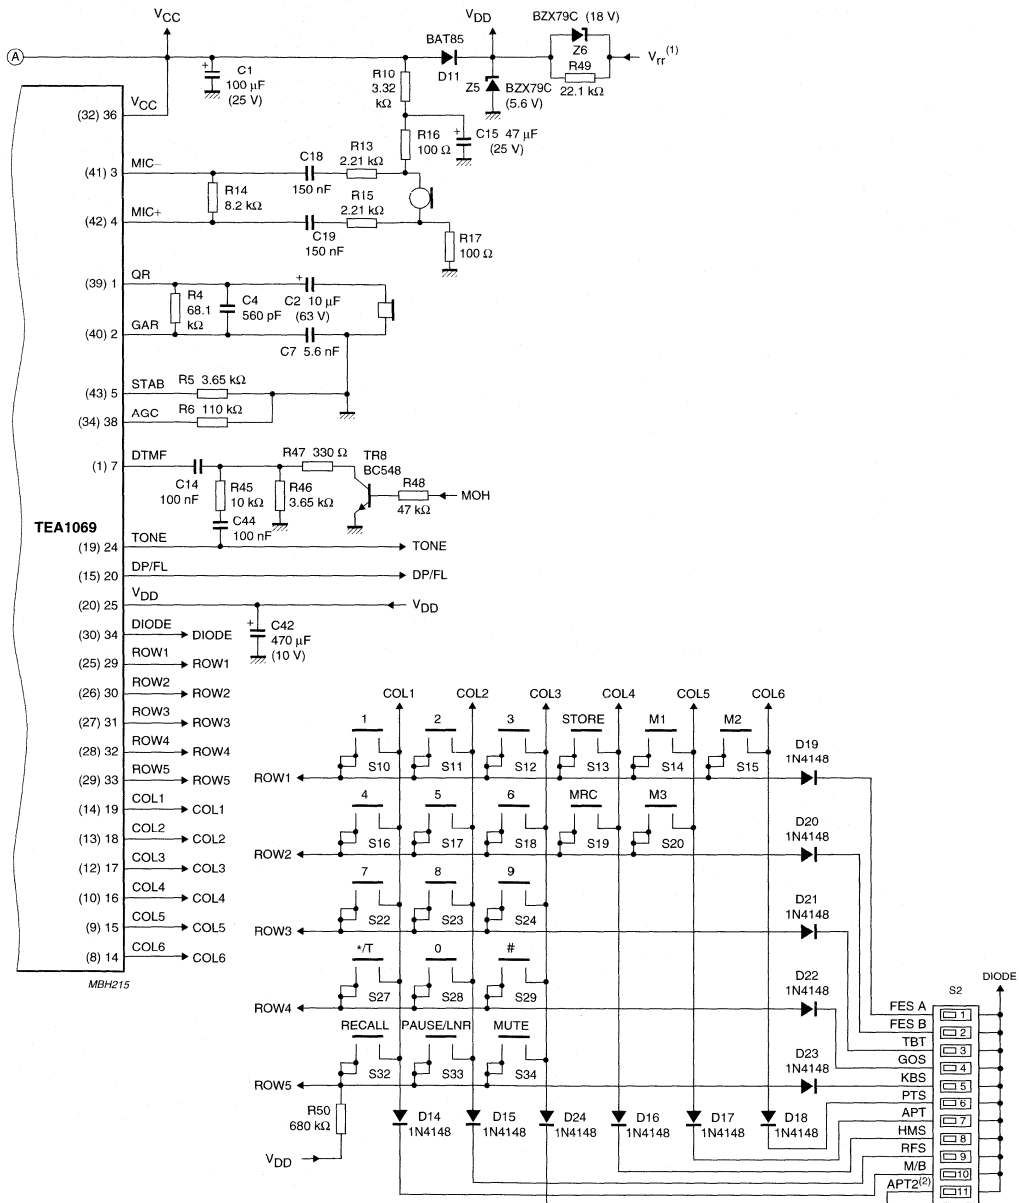 VCC
VDD
BZX79C (18 V)
Z6
R49
22.1 kΩ
Vrr(1)
A
C1
100 µF
(25 V)
BAT85
D11
Z5
BZX79C
(5.6 V)
R10
3.32
kΩ
R16
100 Ω
C15 47 µF
(25 V)
(32) 36
VCC
(41) 3
MIC−
C18
150 nF
R13
2.21 kΩ
R14
8.2 kΩ
R15
2.21 kΩ
(42) 4
MIC+
C19
150 nF
R17
100 Ω
(39) 1
QR
R4
68.1
kΩ
C4
560 pF
C2 10 µF
(63 V)
(40) 2
GAR
C7 5.6 nF
(43) 5
STAB
R5 3.65 kΩ
(34) 38
AGC
R6 110 kΩ
(1) 7
DTMF
C14
100 nF
R47 330 Ω
TR8
BC548
R45
10 kΩ
R46
3.65 kΩ
R48
47 kΩ
MOH
C44
100 nF
TEA1069
(19) 24
TONE
TONE
(15) 20
DP/FL
DP/FL
(20) 25
VDD
VDD
C42
470 µF
(10 V)
(30) 34
DIODE
DIODE
(25) 29
ROW1
ROW1
(26) 30
ROW2
ROW2
(27) 31
ROW3
ROW3
(28) 32
ROW4
ROW4
(29) 33
ROW5
ROW5
(14) 19
COL1
COL1
(13) 18
COL2
COL2
(12) 17
COL3
COL3
(10) 16
COL4
COL4
(9) 15
COL5
COL5
(8) 14
COL6
COL6
MBH215
COL1
COL2
COL3
COL4
COL5
COL6
1
2
3
STORE
M1
M2
S10
S11
S12
S13
S14
S15
D19
1N4148
ROW1
4
5
6
MRC
M3
S16
S17
S18
S19
S20
D20
1N4148
ROW2
7
8
9
S22
S23
S24
D21
1N4148
ROW3
*/T
0
#
S27
S28
S29
D22
1N4148
ROW4
RECALL
PAUSE/LNR
MUTE
S32
S33
S34
D23
1N4148
ROW5
R50
680 kΩ
VDD
D14
1N4148
D15
1N4148
D24
1N4148
D16
1N4148
D17
1N4148
D18
1N4148
S2
DIODE
FES A
1
FES B
2
TBT
3
GOS
4
KBS
5
PTS
6
APT
7
HMS
8
RFS
9
M/B
10
APT2(2)
11